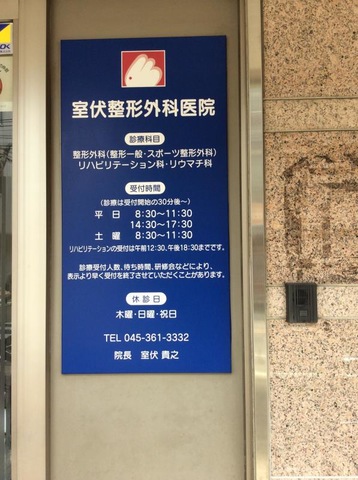 室伏整形外科医院
診療科目
整形外科(整形一般・スポーツ整形外科)
リハビリテーション科・リウマチ科
受付時間
(診療は受付開始の30分後〜)
平 日 8:30〜11:30
14:30〜17:30
土 曜 8:30〜11:30
リハビリテーションの受付は午前12:30、午後18:30までです。
診療受付人数、待ち時間、研修会などにより、
表示より早く受付を終了させていただくことがあります。
休診日
木曜・日曜・祝日
TEL 045-361-3332
院長 室伏 貴之